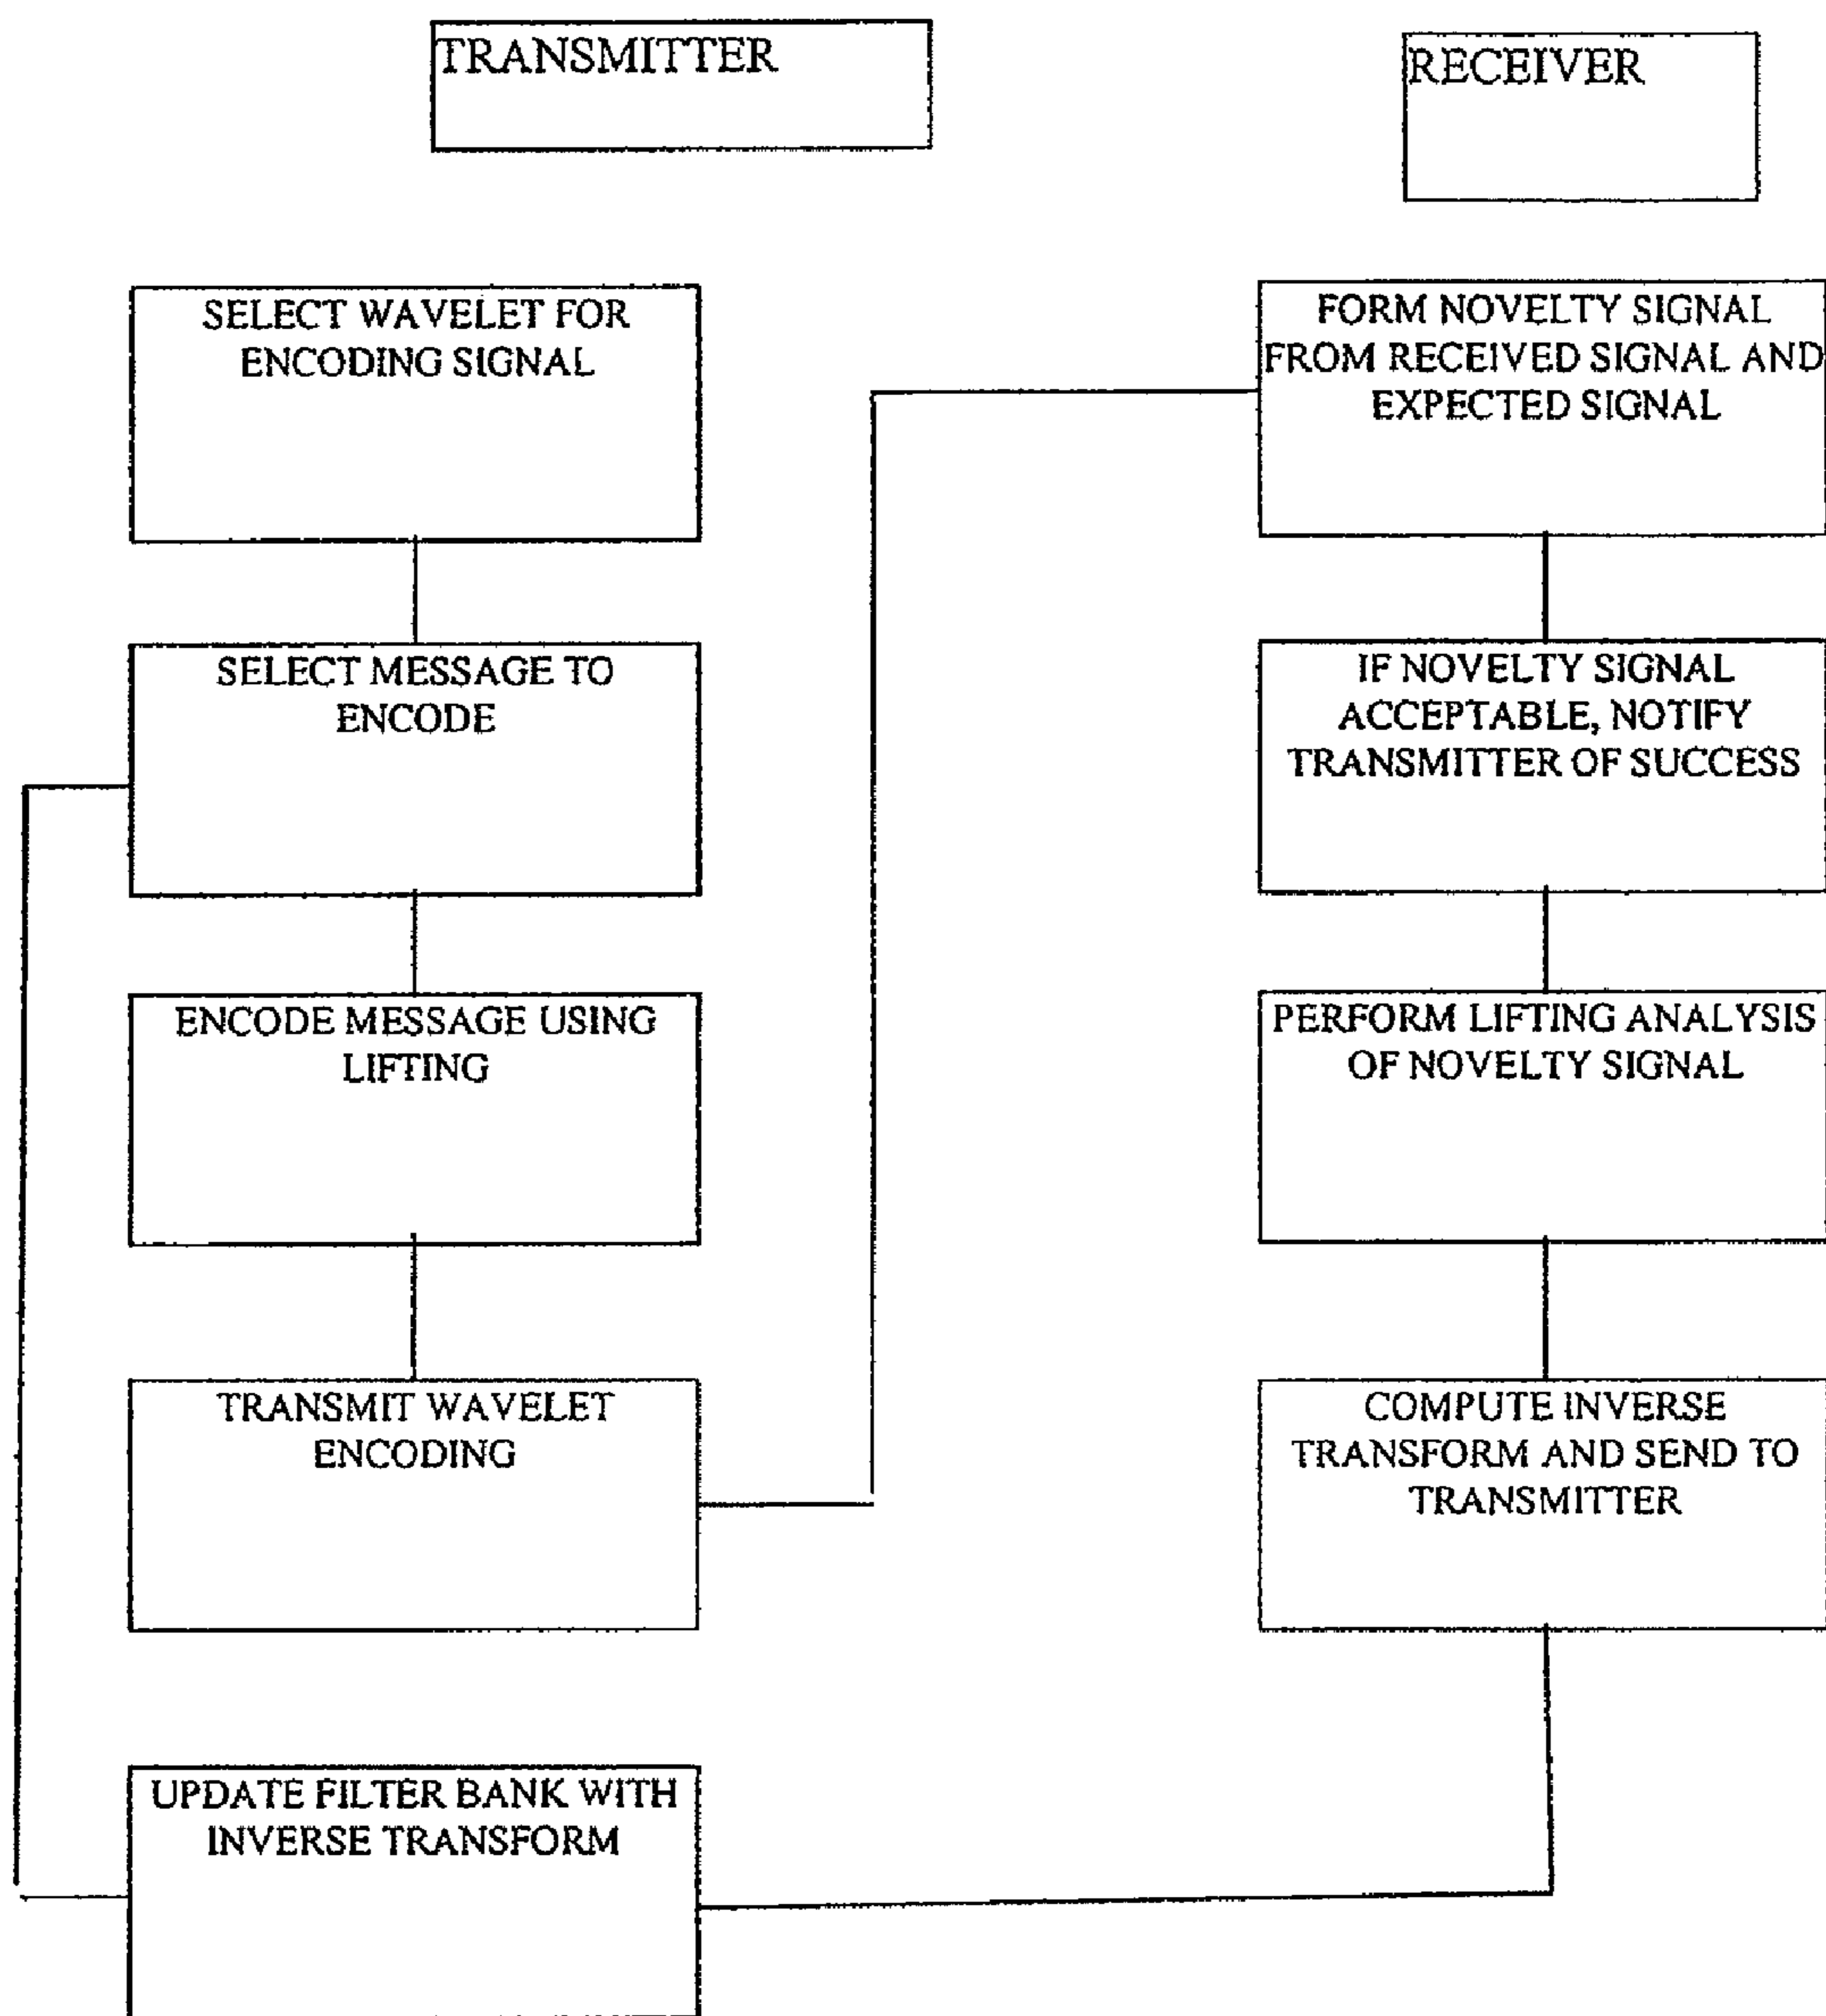 TRANSMITTER
RECEIVER
SELECT WAVELET FOR
ENCODING SIGNAL
SELECT MESSAGE TO
ENCODE
ENCODE MESSAGE USING
LIFTING
TRANSMIT WAVELET
ENCODING
UPDATE FILTER BANK WITH
INVERSE TRANSFORM
FORM NOVELTY SIGNAL
FROM RECEIVED SIGNAL AND
EXPECTED SIGNAL
IF NOVELTY SIGNAL
ACCEPTABLE, NOTIFY
TRANSMITTER OF SUCCESS
PERFORM LIFTING ANALYSIS
OF NOVELTY SIGNAL
COMPUTE INVERSE
TRANSFORM AND SEND TO
TRANSMITTER